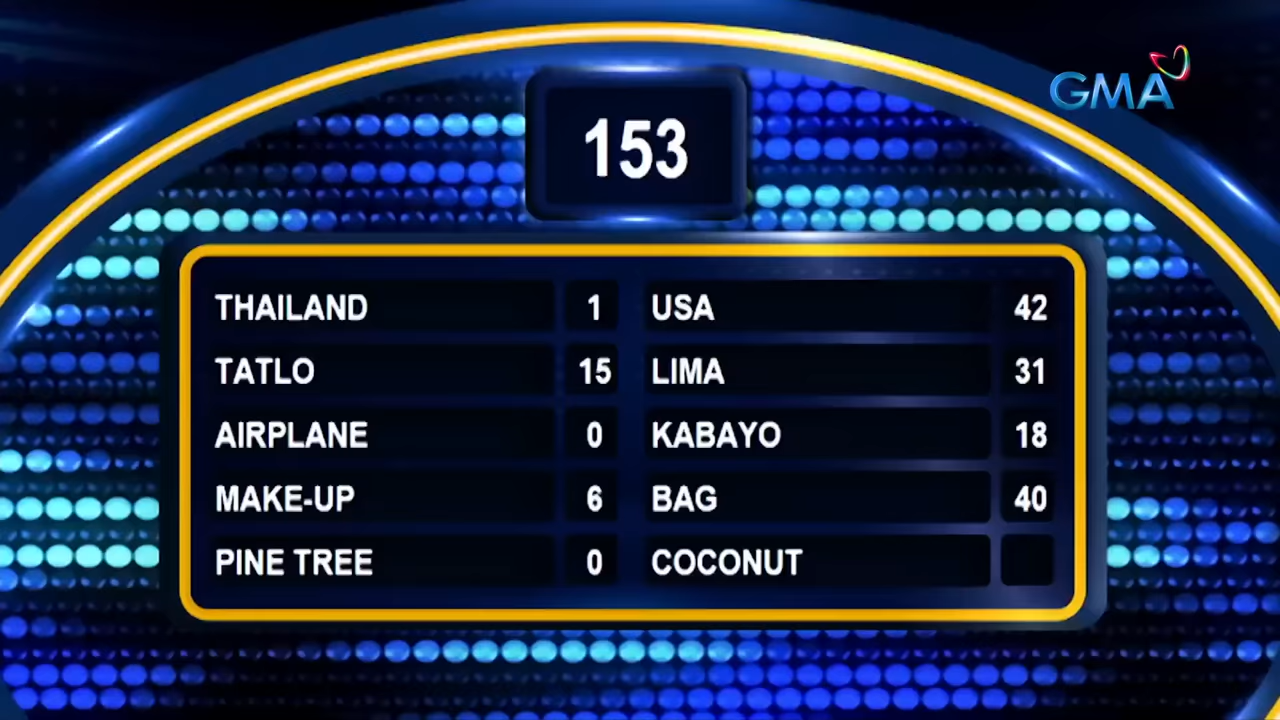 GMA
153
THAILAND 1 USA 42
TATLO 15 LIMA 31
AIRPLANE 0 KABAYO 18
MAKE-UP 6 BAG 40
PINE TREE 0 COCONUT